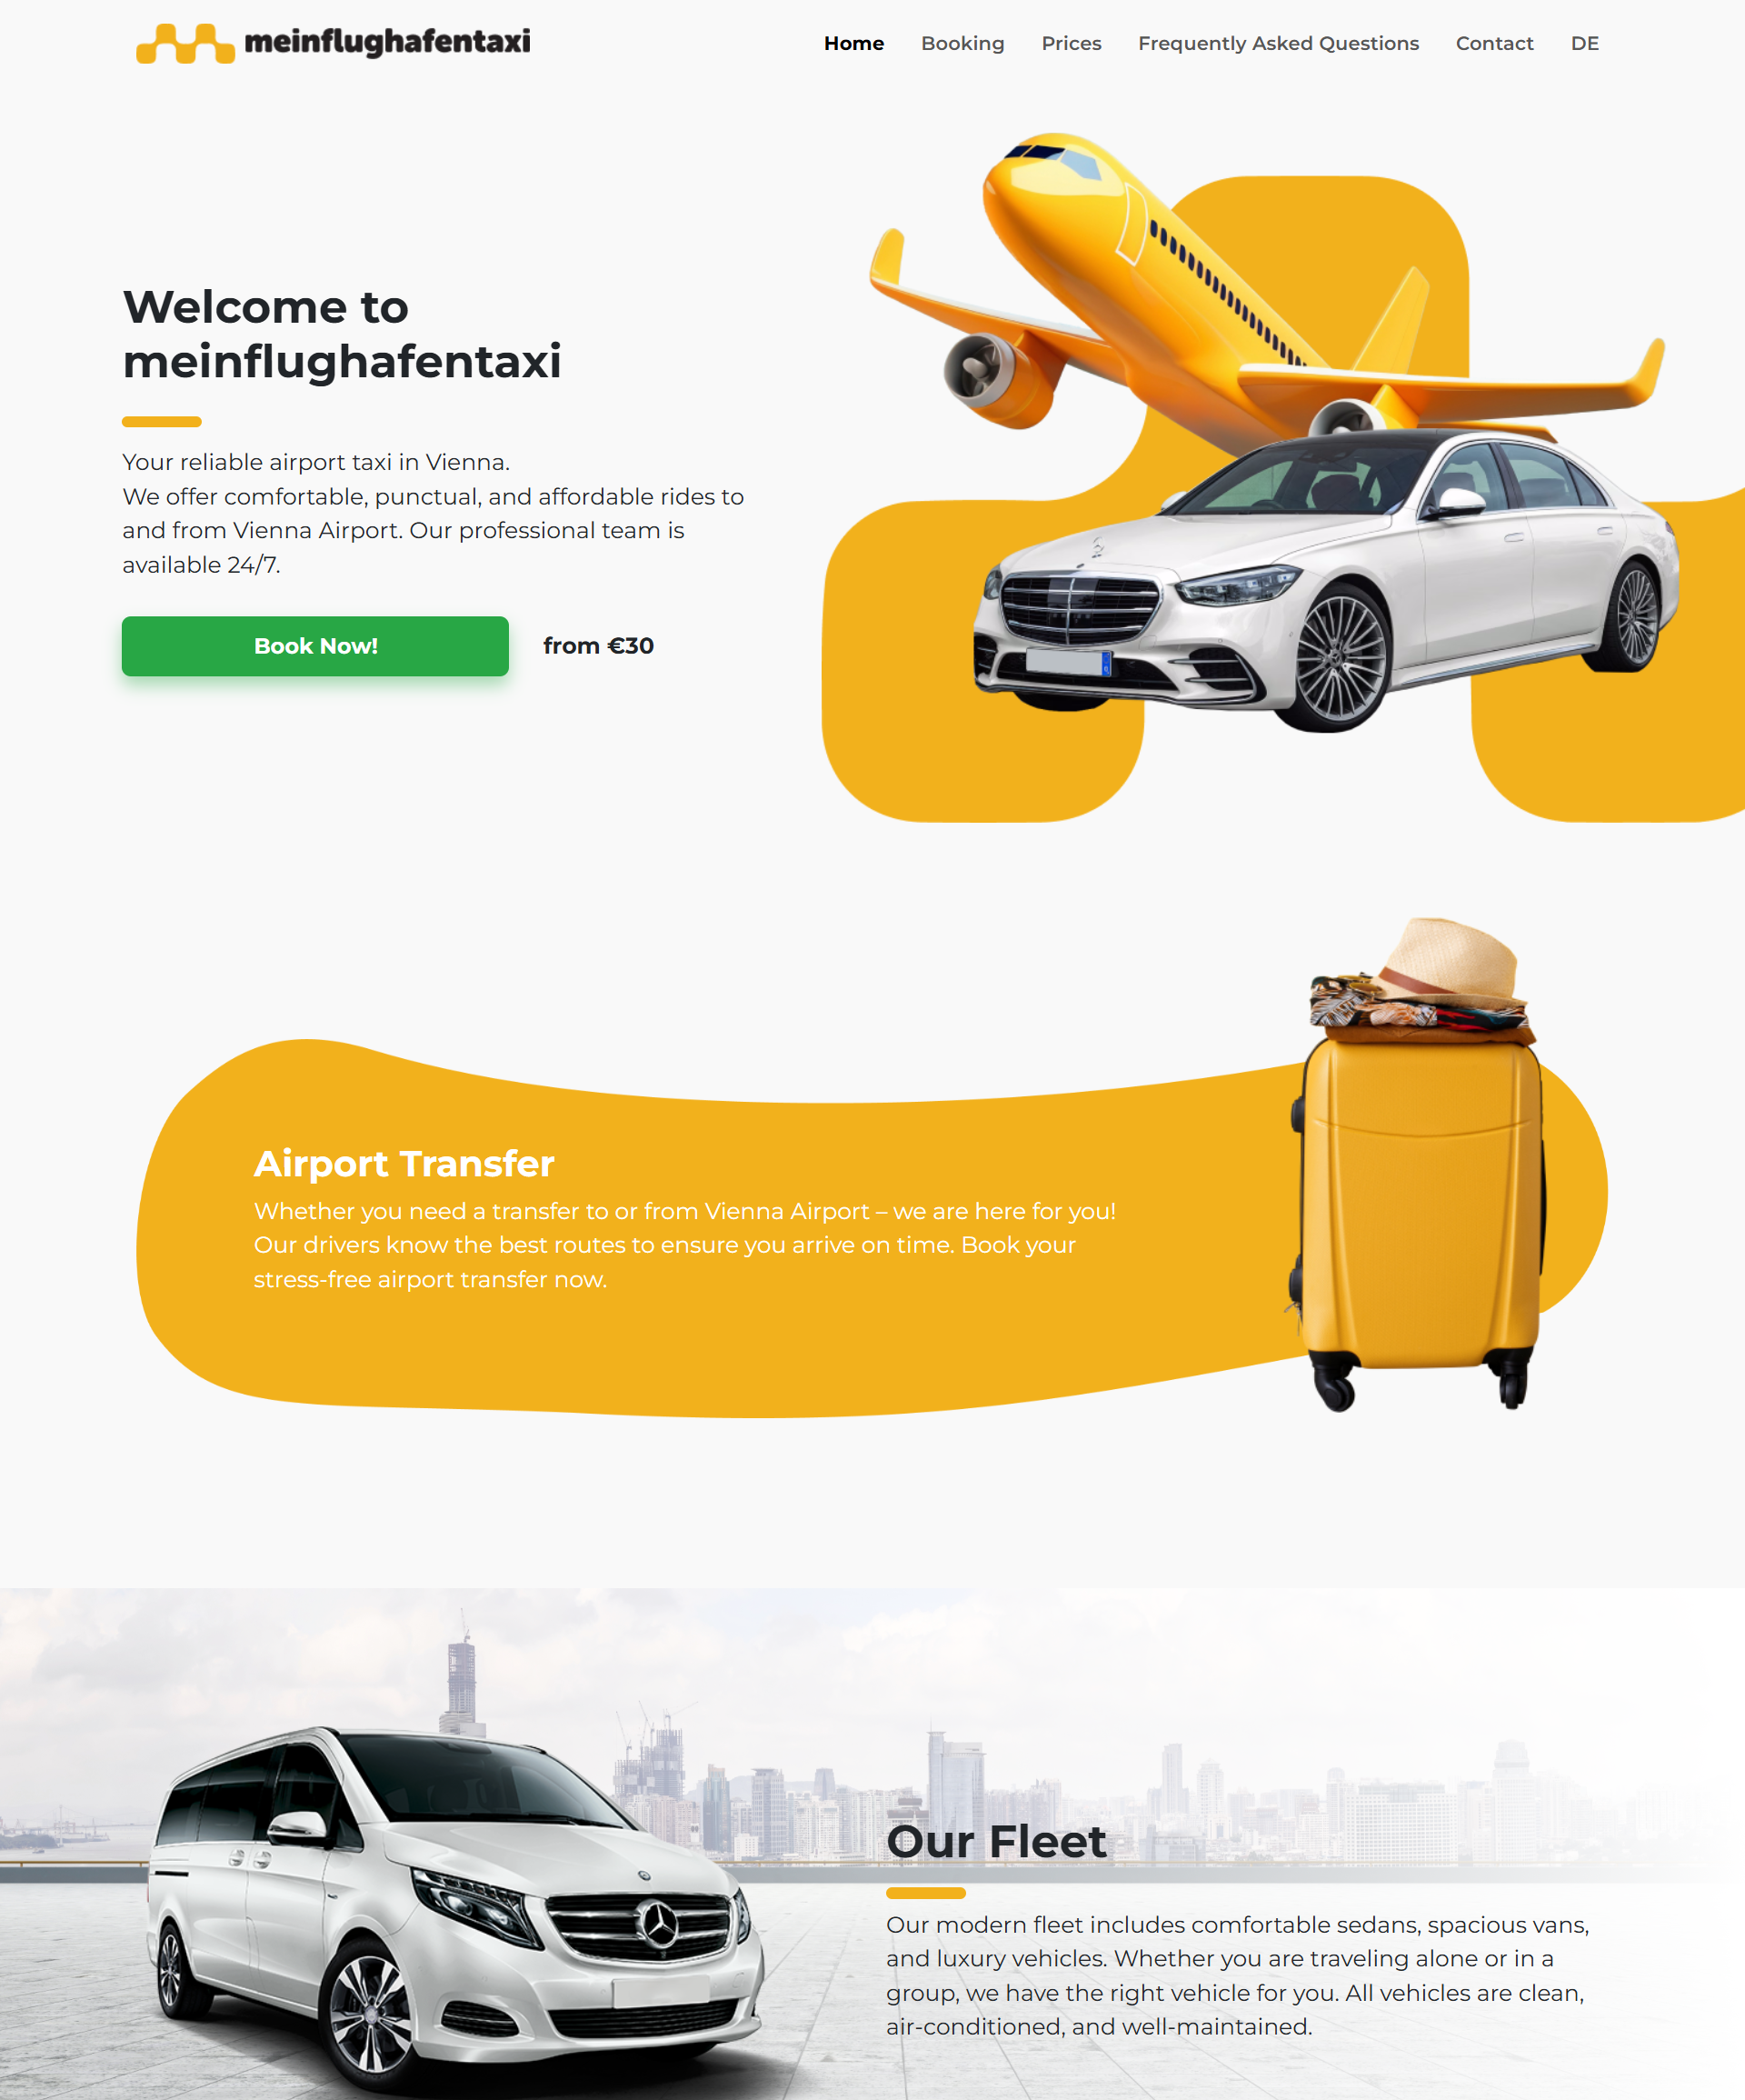 meinflughafentaxi
Home Booking Prices Frequently Asked Questions Contact DE
Welcome to
meinflughafentaxi
Your reliable airport taxi in Vienna.
We offer comfortable, punctual, and affordable rides to
and from Vienna Airport. Our professional team is
available 24/7.
Book Now! from €30
Airport Transfer
Whether you need a transfer to or from Vienna Airport – we are here for you!
Our drivers know the best routes to ensure you arrive on time. Book your
stress-free airport transfer now.
Our Fleet
Our modern fleet includes comfortable sedans, spacious vans,
and luxury vehicles. Whether you are traveling alone or in a
group, we have the right vehicle for you. All vehicles are clean,
air-conditioned, and well-maintained.